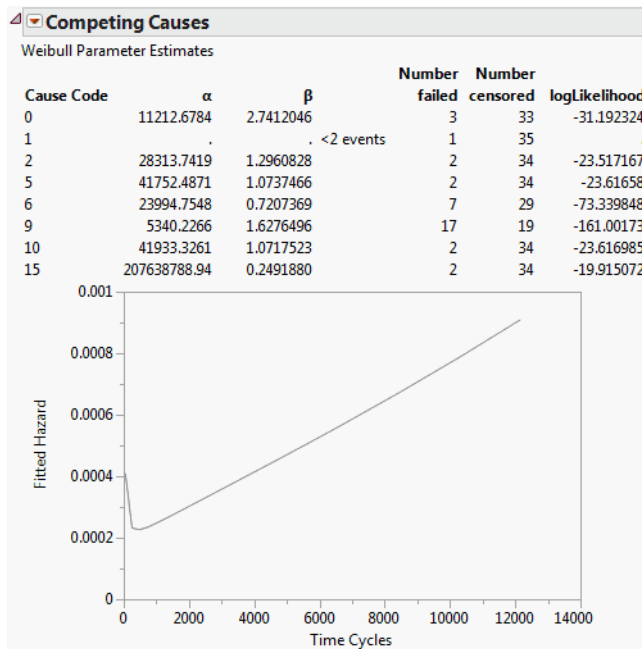 Competing Causes
Weibull Parameter Estimates
Number Number
Cause Code α β failed censored logLikelihood
0 11212.6784 2.7412046 3 33 -31.192324
1 . . <2 events 1 35 .
2 28313.7419 1.2960828 2 34 -23.517167
5 41752.4871 1.0737466 2 34 -23.61658
6 23994.7548 0.7207369 7 29 -73.339848
9 5340.2266 1.6276496 17 19 -161.00173
10 41933.3261 1.0717523 2 34 -23.616985
15 207638788.94 0.2491880 2 34 -19.915072
0.001
0.0008
0.0006
0.0004
0.0002
0
Fitted Hazard
0 2000 4000 6000 8000 10000 12000 14000
Time Cycles